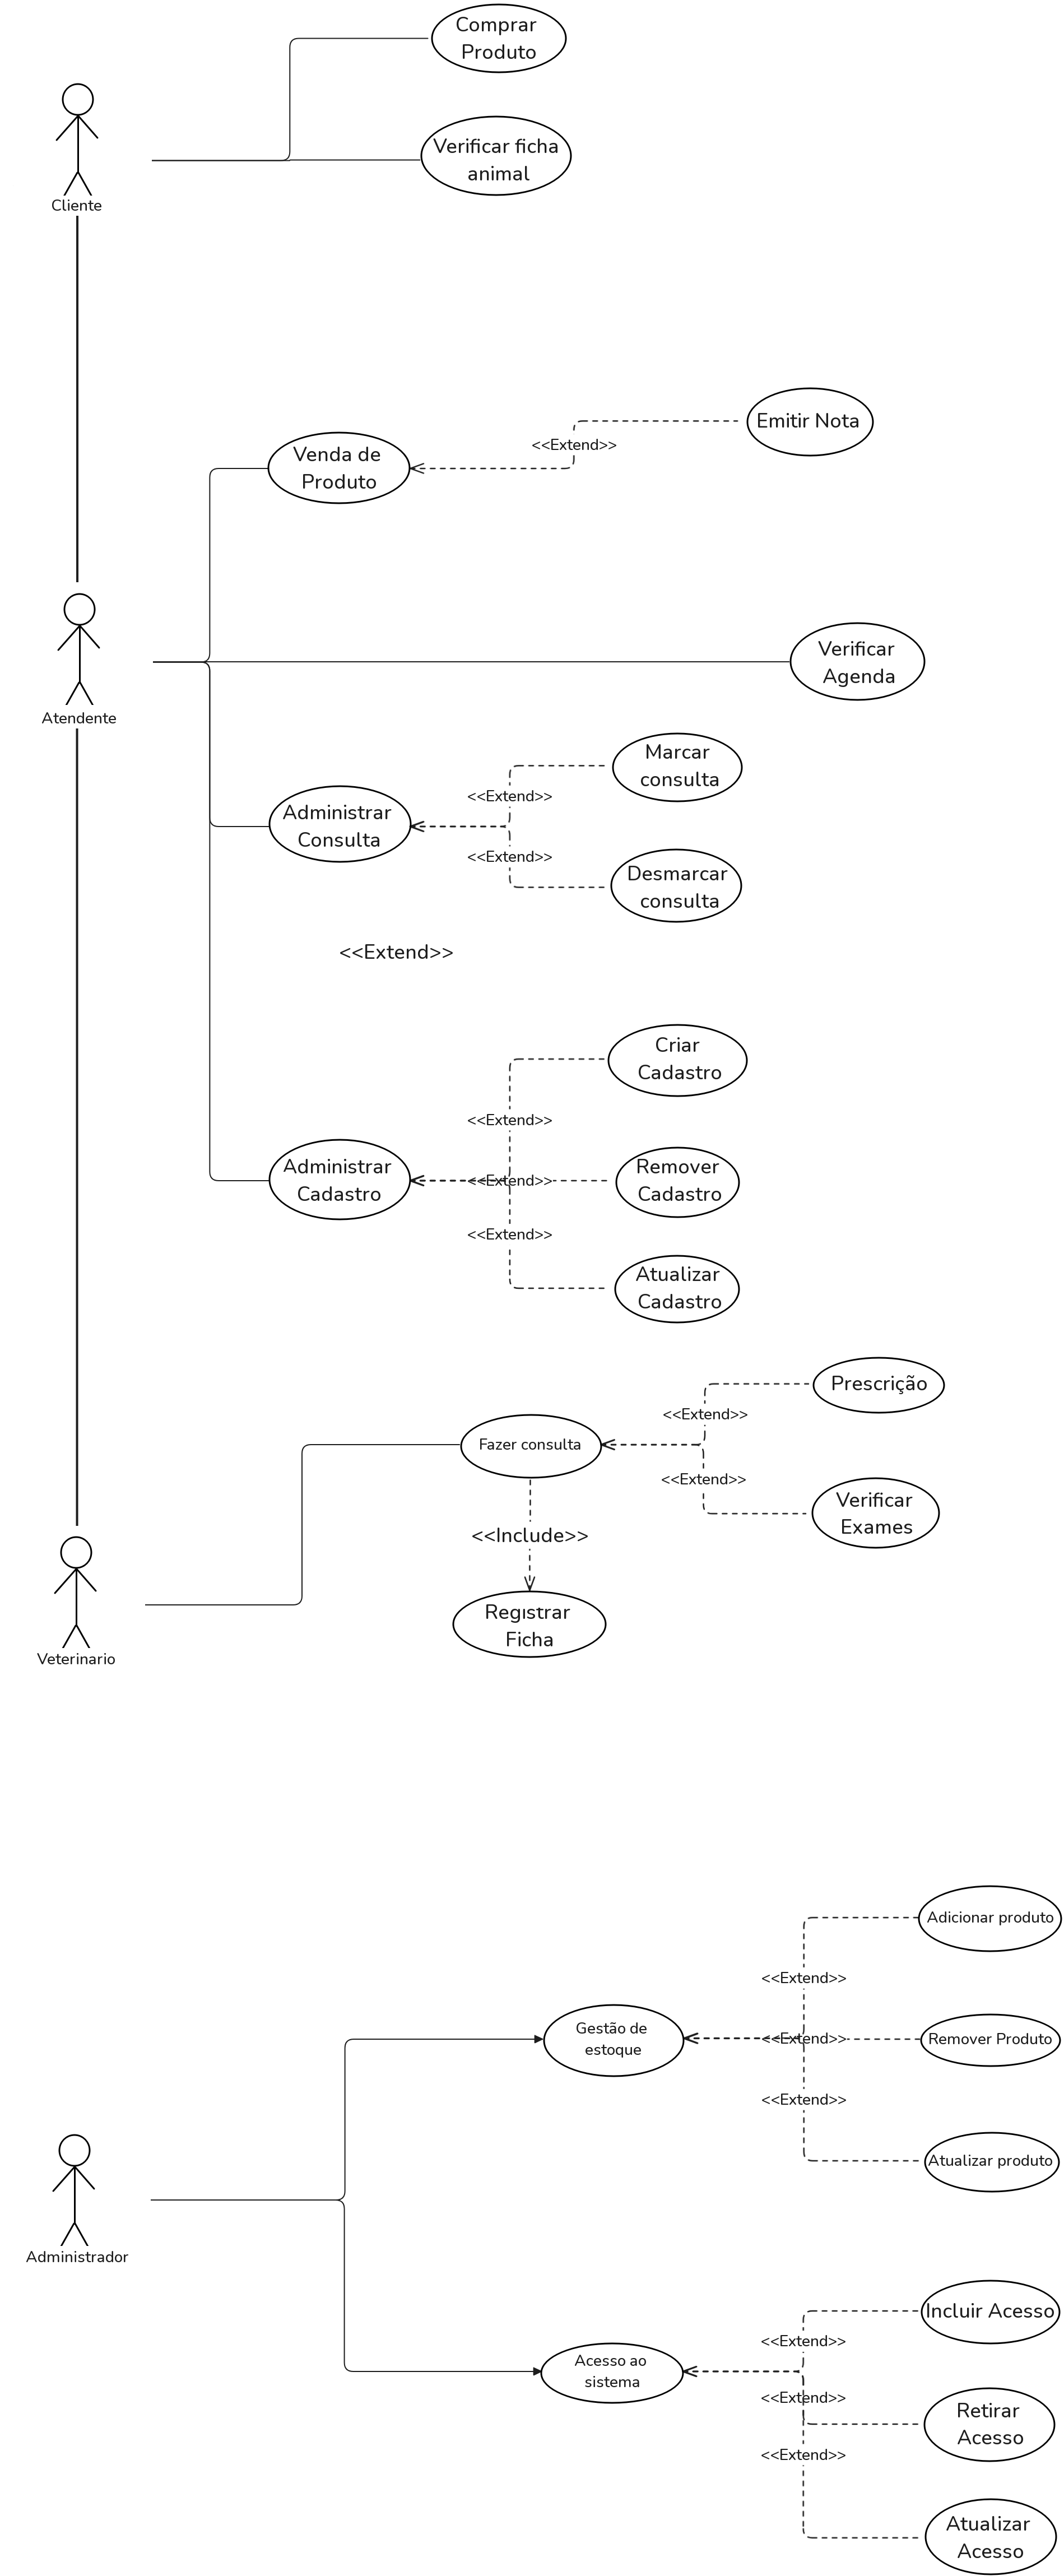 Comprar
Produto
Verificar ficha
animal
Cliente
Emitir Nota
<<Extend>>
Venda de
Produto
Verificar
Agenda
Atendente
Marcar
consulta
<<Extend>>
Administrar
Consulta
<<Extend>>
Desmarcar
consulta
<<Extend>>
Criar
Cadastro
<<Extend>>
Administrar
Cadastro
<<Extend>>
Remover
Cadastro
<<Extend>>
Atualizar
Cadastro
Prescrição
<<Extend>>
Fazer consulta
<<Extend>>
Verificar
Exames
<<Include>>
Registrar
Ficha
Veterinario
Adicionar produto
<<Extend>>
Gestão de
estoque
<<Extend>>
Remover Produto
<<Extend>>
Atualizar produto
Administrador
Incluir Acesso
<<Extend>>
Acesso ao
sistema
<<Extend>>
Retirar
Acesso
<<Extend>>
Atualizar
Acesso